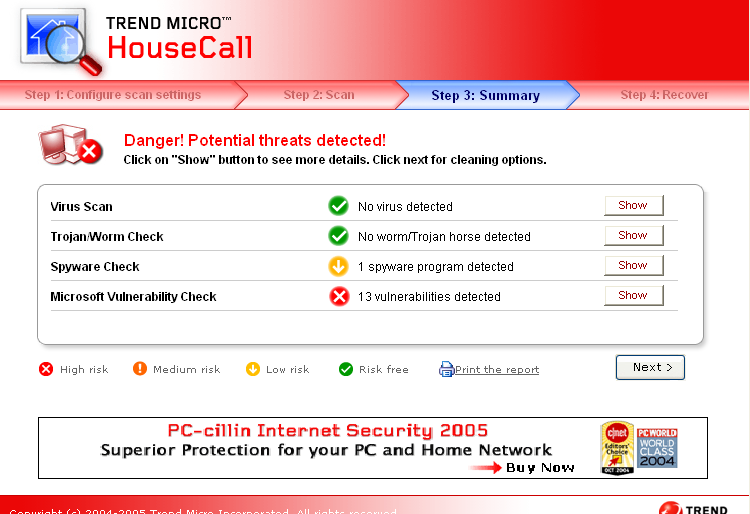 TREND MICRO™
HouseCall
Step 1: Configure scan settings
Step 2: Scan
Step 3: Summary
Step 4: Recover
Danger! Potential threats detected!
Click on "Show" button to see more details. Click next for cleaning options.
Virus Scan No virus detected Show
Trojan/Worm Check No worm/Trojan horse detected Show
Spyware Check 1 spyware program detected Show
Microsoft Vulnerability Check 13 vulnerabilities detected Show
High risk Medium risk Low risk Risk free Print the report Next >
PC-cillin Internet Security 2005
Superior Protection for your PC and Home Network
Buy Now
c|net
Editors' Choice
OCT 2004
PC WORLD
WORLD CLASS
2004
Copyright (c) 2004-2005 Trend Micro Incorporated. All rights reserved.
TREND